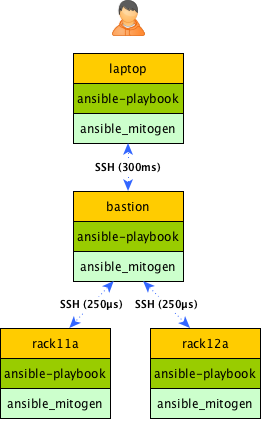 laptop
ansible-playbook
ansible_mitogen
SSH (300ms)
bastion
ansible-playbook
ansible_mitogen
SSH (250µs) SSH (250µs)
rack11a rack12a
ansible-playbook ansible-playbook
ansible_mitogen ansible_mitogen